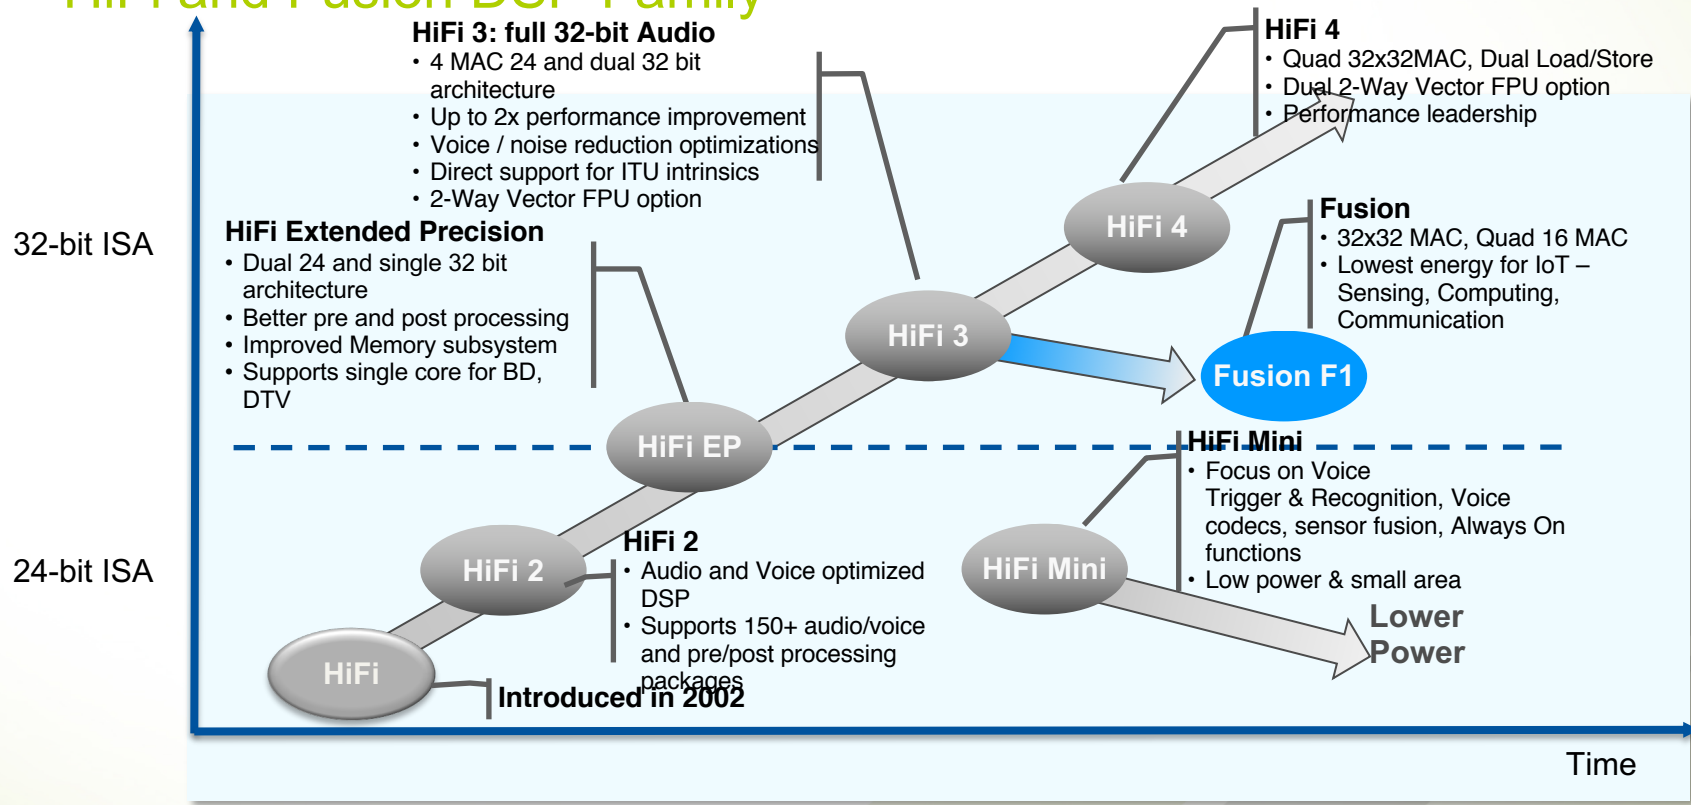 HiFi and Fusion DSP Family
HiFi 3: full 32-bit Audio
• 4 MAC 24 and dual 32 bit
architecture
• Up to 2x performance improvement
• Voice / noise reduction optimizations
• Direct support for ITU intrinsics
• 2-Way Vector FPU option
HiFi 4
• Quad 32x32MAC, Dual Load/Store
• Dual 2-Way Vector FPU option
• Performance leadership
32-bit ISA
HiFi Extended Precision
• Dual 24 and single 32 bit
architecture
• Better pre and post processing
• Improved Memory subsystem
• Supports single core for BD,
DTV
HiFi 4
Fusion
• 32x32 MAC, Quad 16 MAC
• Lowest energy for IoT –
Sensing, Computing,
Communication
HiFi 3
Fusion F1
HiFi EP
HiFi Mini
• Focus on Voice
Trigger & Recognition, Voice
codecs, sensor fusion, Always On
functions
• Low power & small area
24-bit ISA
HiFi 2
HiFi 2
• Audio and Voice optimized
DSP
• Supports 150+ audio/voice
and pre/post processing
packages
HiFi Mini
Lower
Power
HiFi
Introduced in 2002
Time